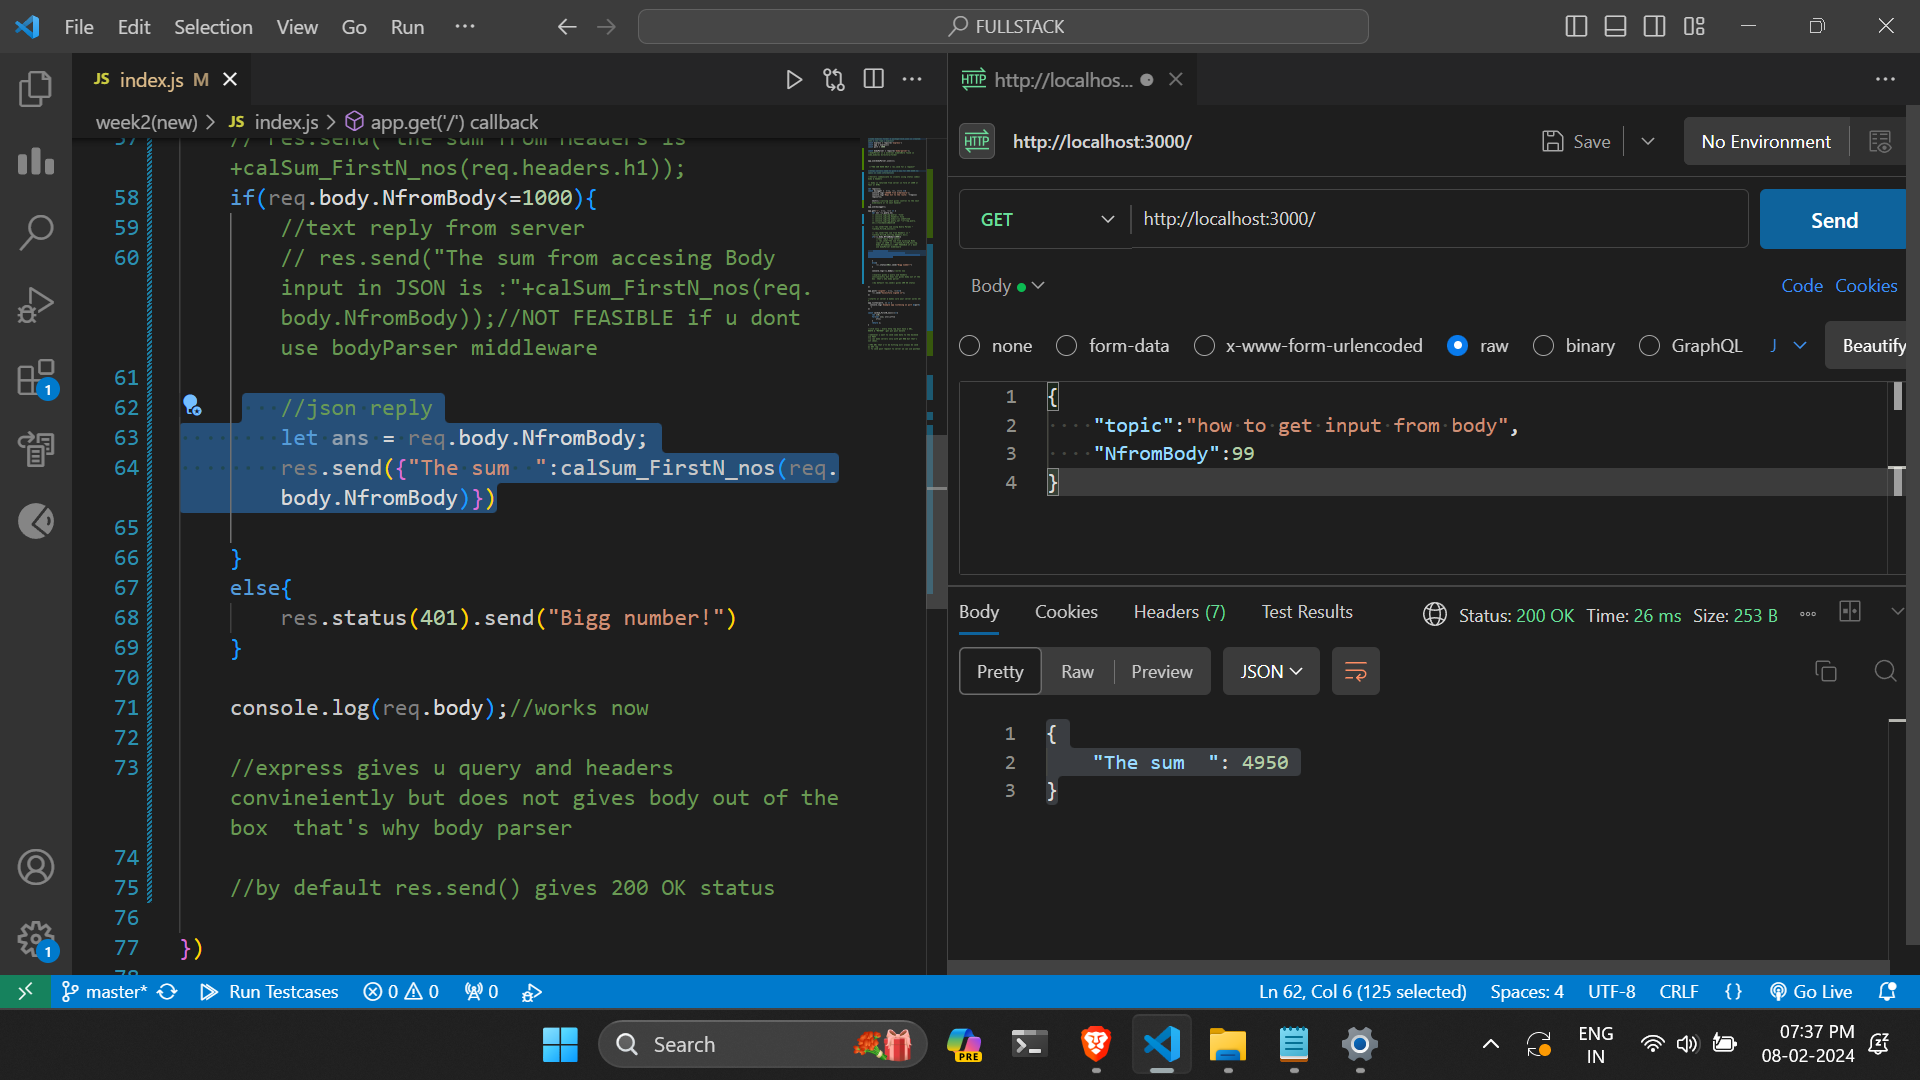 File Edit Selection View Go Run ··· FULLSTACK
JS index.js M
week2(new) > JS index.js > app.get('/') callback
57 // res.send("the sum from headers is
+calSum_FirstN_nos(req.headers.h1));
58 if(req.body.NfromBody<=1000){
59 //text reply from server
60 // res.send("The sum from accesing Body
input in JSON is :"+calSum_FirstN_nos(req.
body.NfromBody));//NOT FEASIBLE if u dont
use bodyParser middleware
61
62 //json reply
63 let ans = req.body.NfromBody;
64 res.send({"The sum  ":calSum_FirstN_nos(req.
body.NfromBody)})
65
66 }
67 else{
68 res.status(401).send("Bigg number!")
69 }
70
71 console.log(req.body);//works now
72
73 //express gives u query and headers
convineiently but does not gives body out of the
box  that's why body parser
74
75 //by default res.send() gives 200 OK status
76
77 })
78
HTTP http://localhos...
HTTP http://localhost:3000/ Save No Environment
GET http://localhost:3000/ Send
Body Code Cookies
none form-data x-www-form-urlencoded raw binary GraphQL J Beautify
1 {
2 "topic":"how to get input from body",
3 "NfromBody":99
4 }
Body Cookies Headers (7) Test Results Status: 200 OK Time: 26 ms Size: 253 B
Pretty Raw Preview JSON
1 {
2 "The sum  ": 4950
3 }
1
1
master* Run Testcases 0 0 0 Ln 62, Col 6 (125 selected) Spaces: 4 UTF-8 CRLF {} Go Live
Search PRE ENG
IN 07:37 PM
08-02-2024